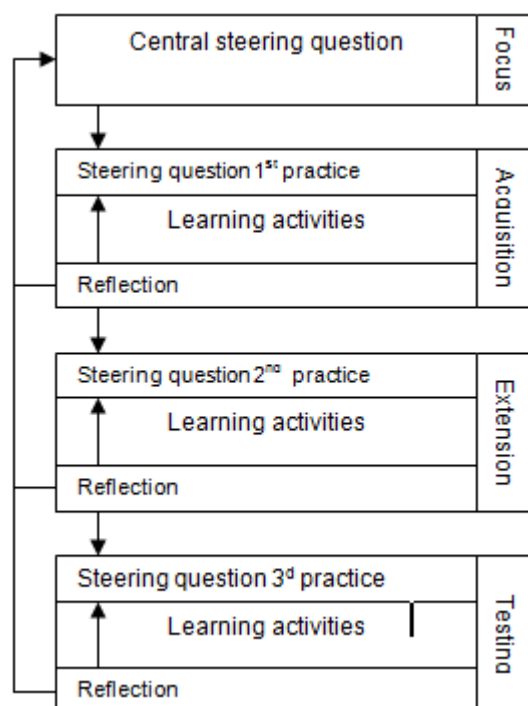 Central steering question
Focus
Steering question 1st practice
Learning activities
Reflection
Acquisition
Steering question 2nd practice
Learning activities
Reflection
Extension
Steering question 3d practice
Learning activities
Reflection
Testing